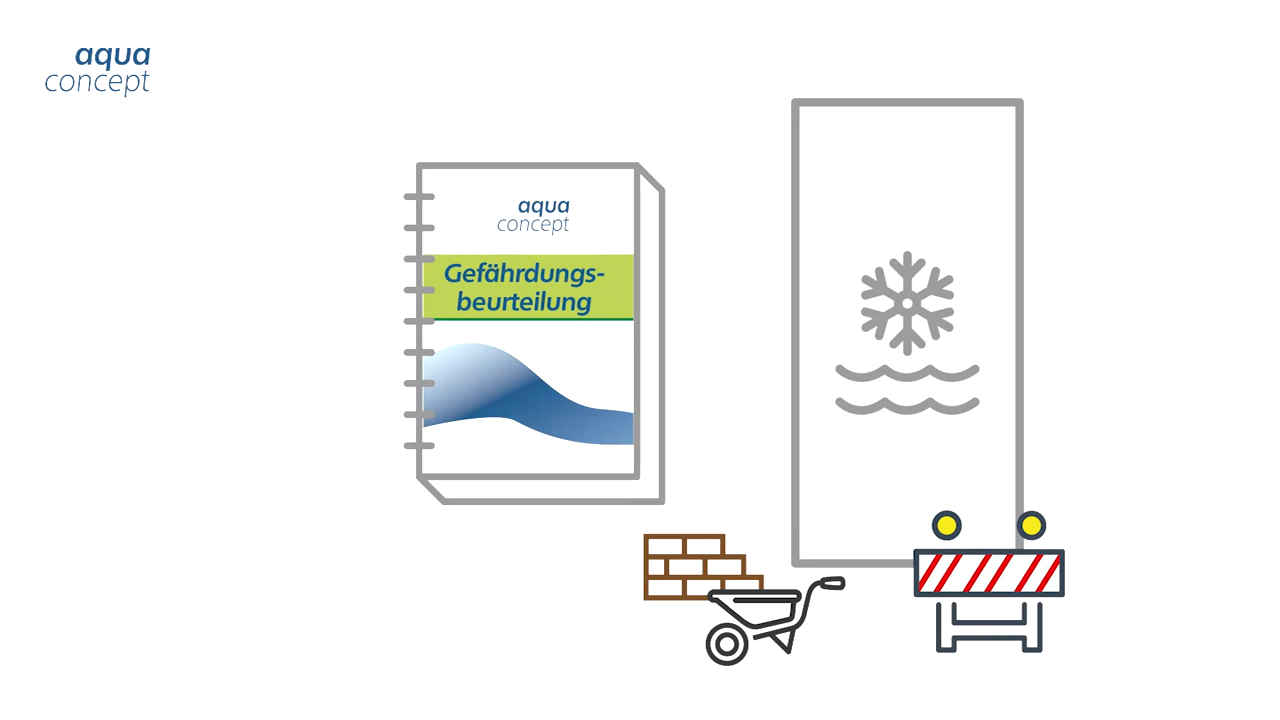 aqua
concept
aqua
concept
Gefährdungs-
beurteilung